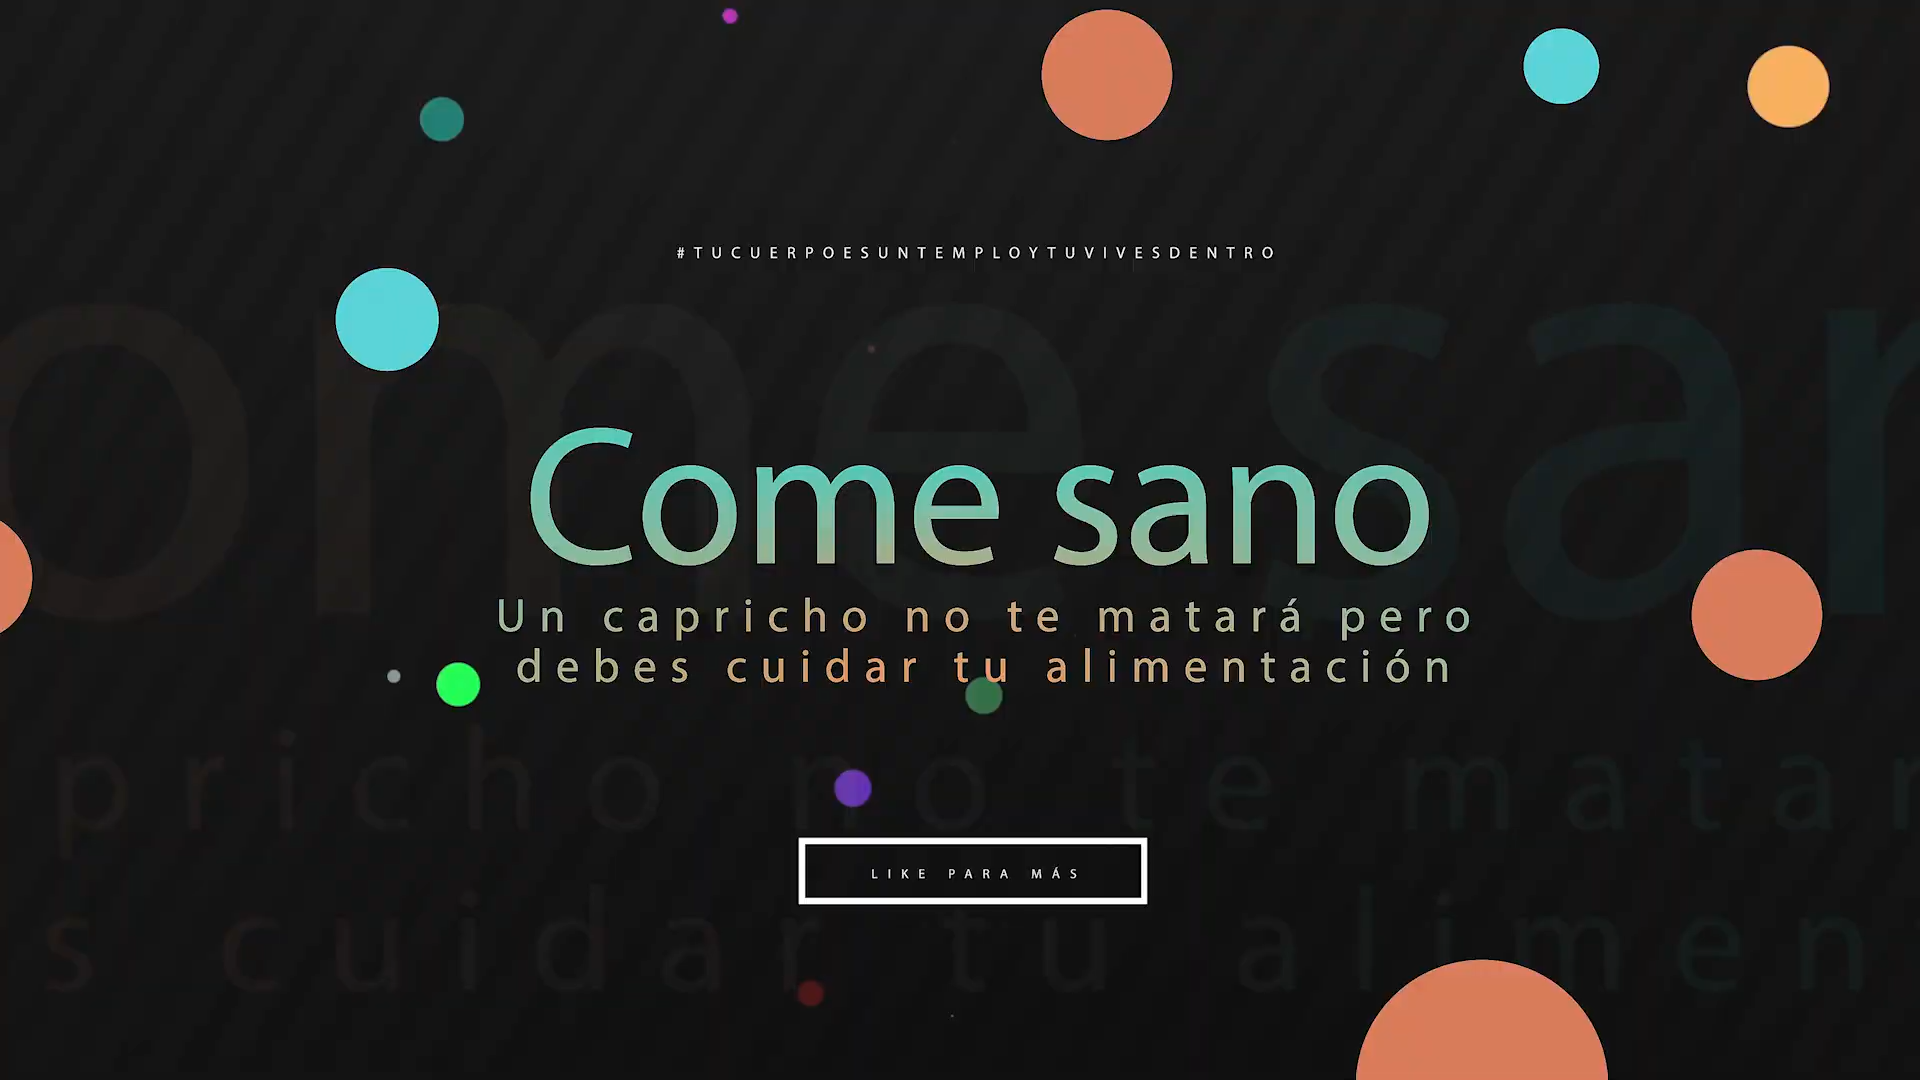 #TUCUERPOESUNTEMPLOYTUVIVESDENTRO
Come sano
Un capricho no te matará pero
debes cuidar tu alimentación
LIKE PARA MÁS